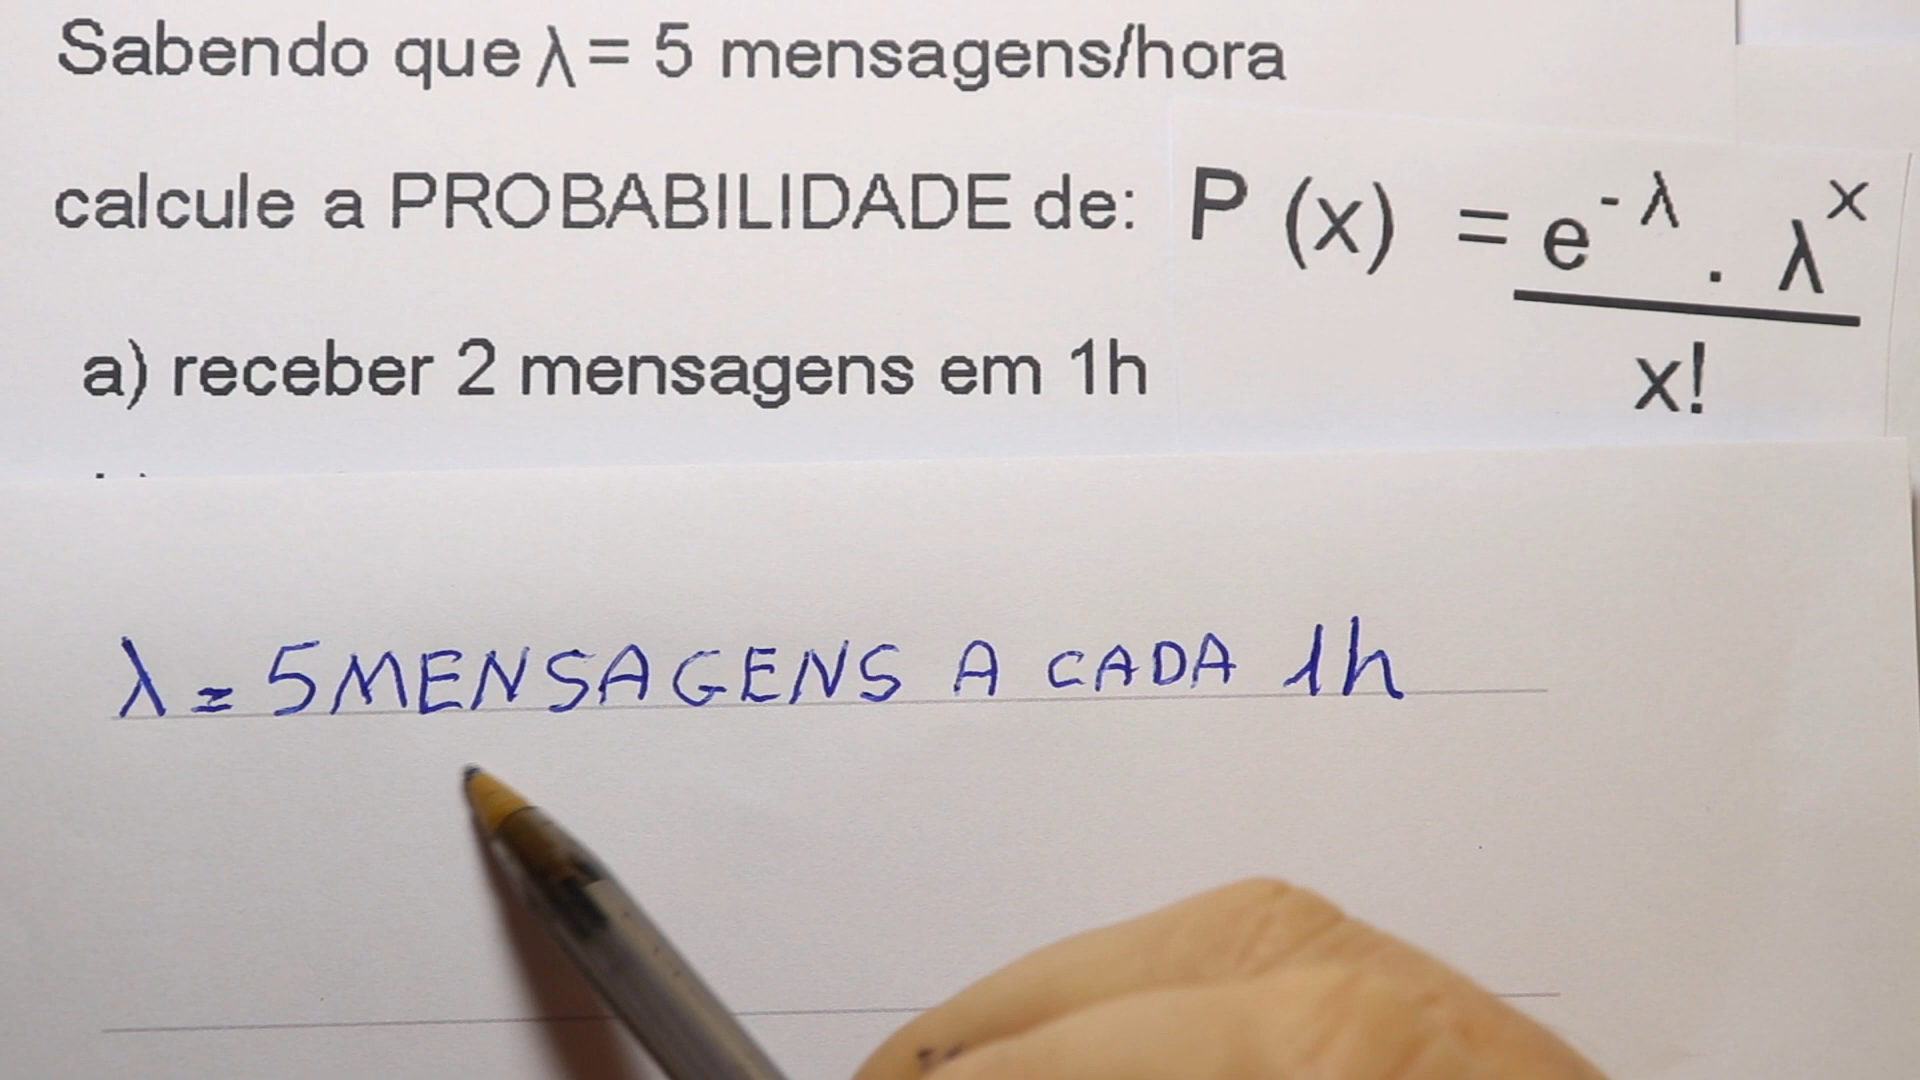 Sabendo que λ = 5 mensagens/hora
calcule a PROBABILIDADE de:
P (x) = e^-λ . λ^x
x!
a) receber 2 mensagens em 1h
λ = 5 MENSAGENS A CADA 1h